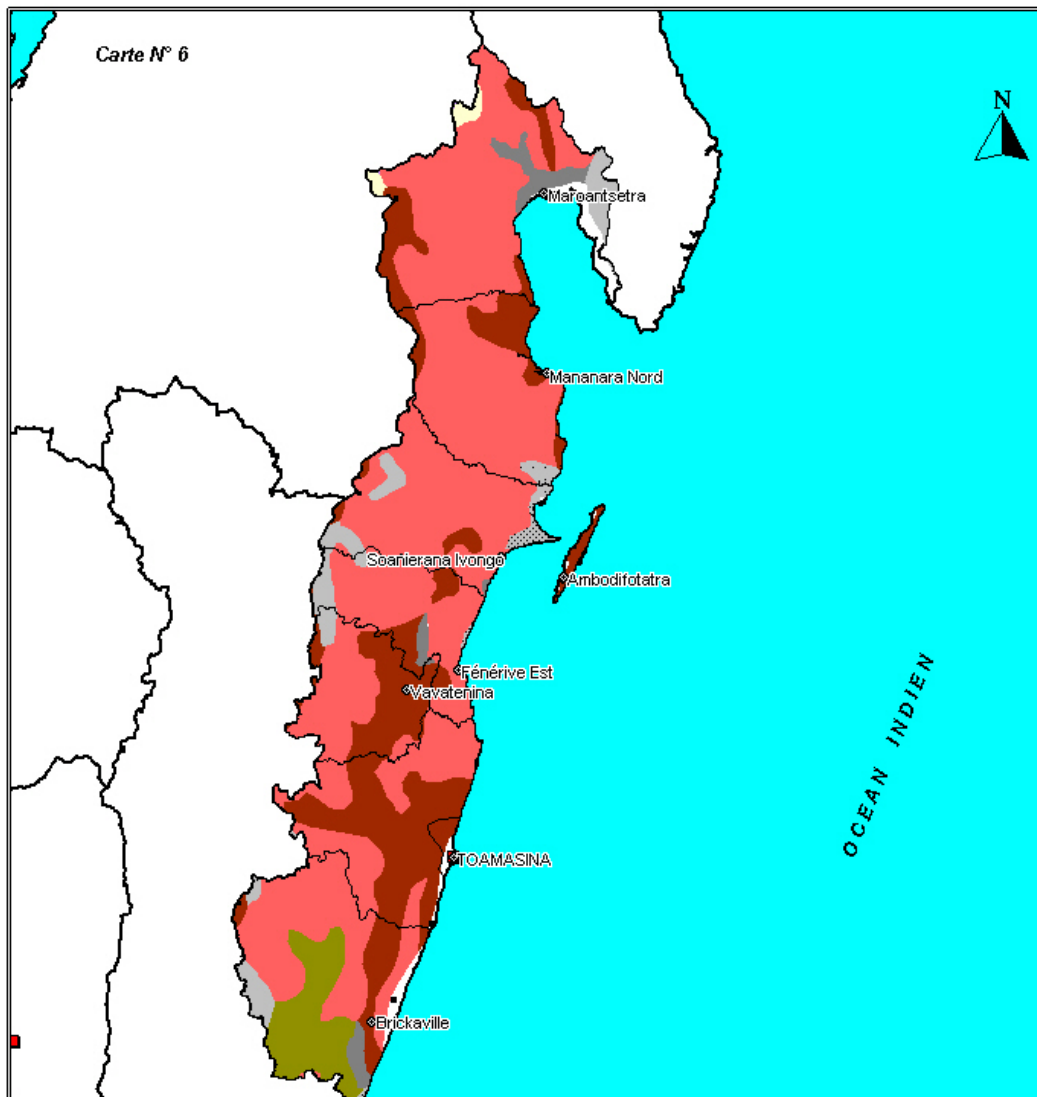 Carte N° 6
N
Maroantsetra
Mananara Nord
Soanierana Ivongo
Ambodifotatra
Fénérive Est
Vavatenina
OCEAN INDIEN
TOAMASINA
Brickaville